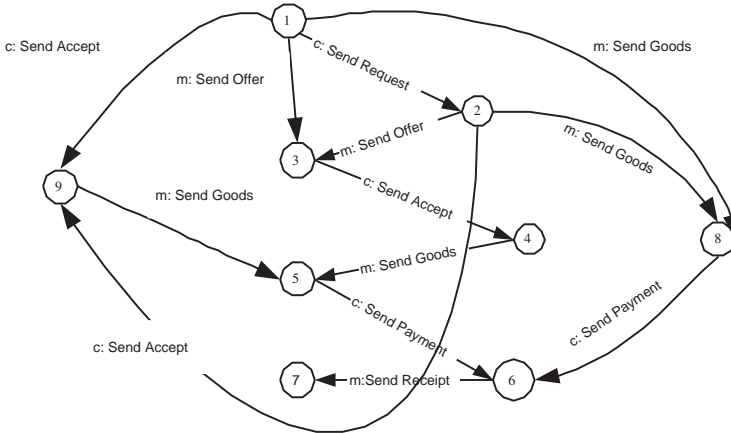 1
c: Send Accept
c: Send Request
m: Send Goods
m: Send Offer
2
m: Send Offer
m: Send Goods
3
9
c: Send Accept
m: Send Goods
4
8
m: Send Goods
5
c: Send Payment
c: Send Payment
c: Send Accept
7
m:Send Receipt
6